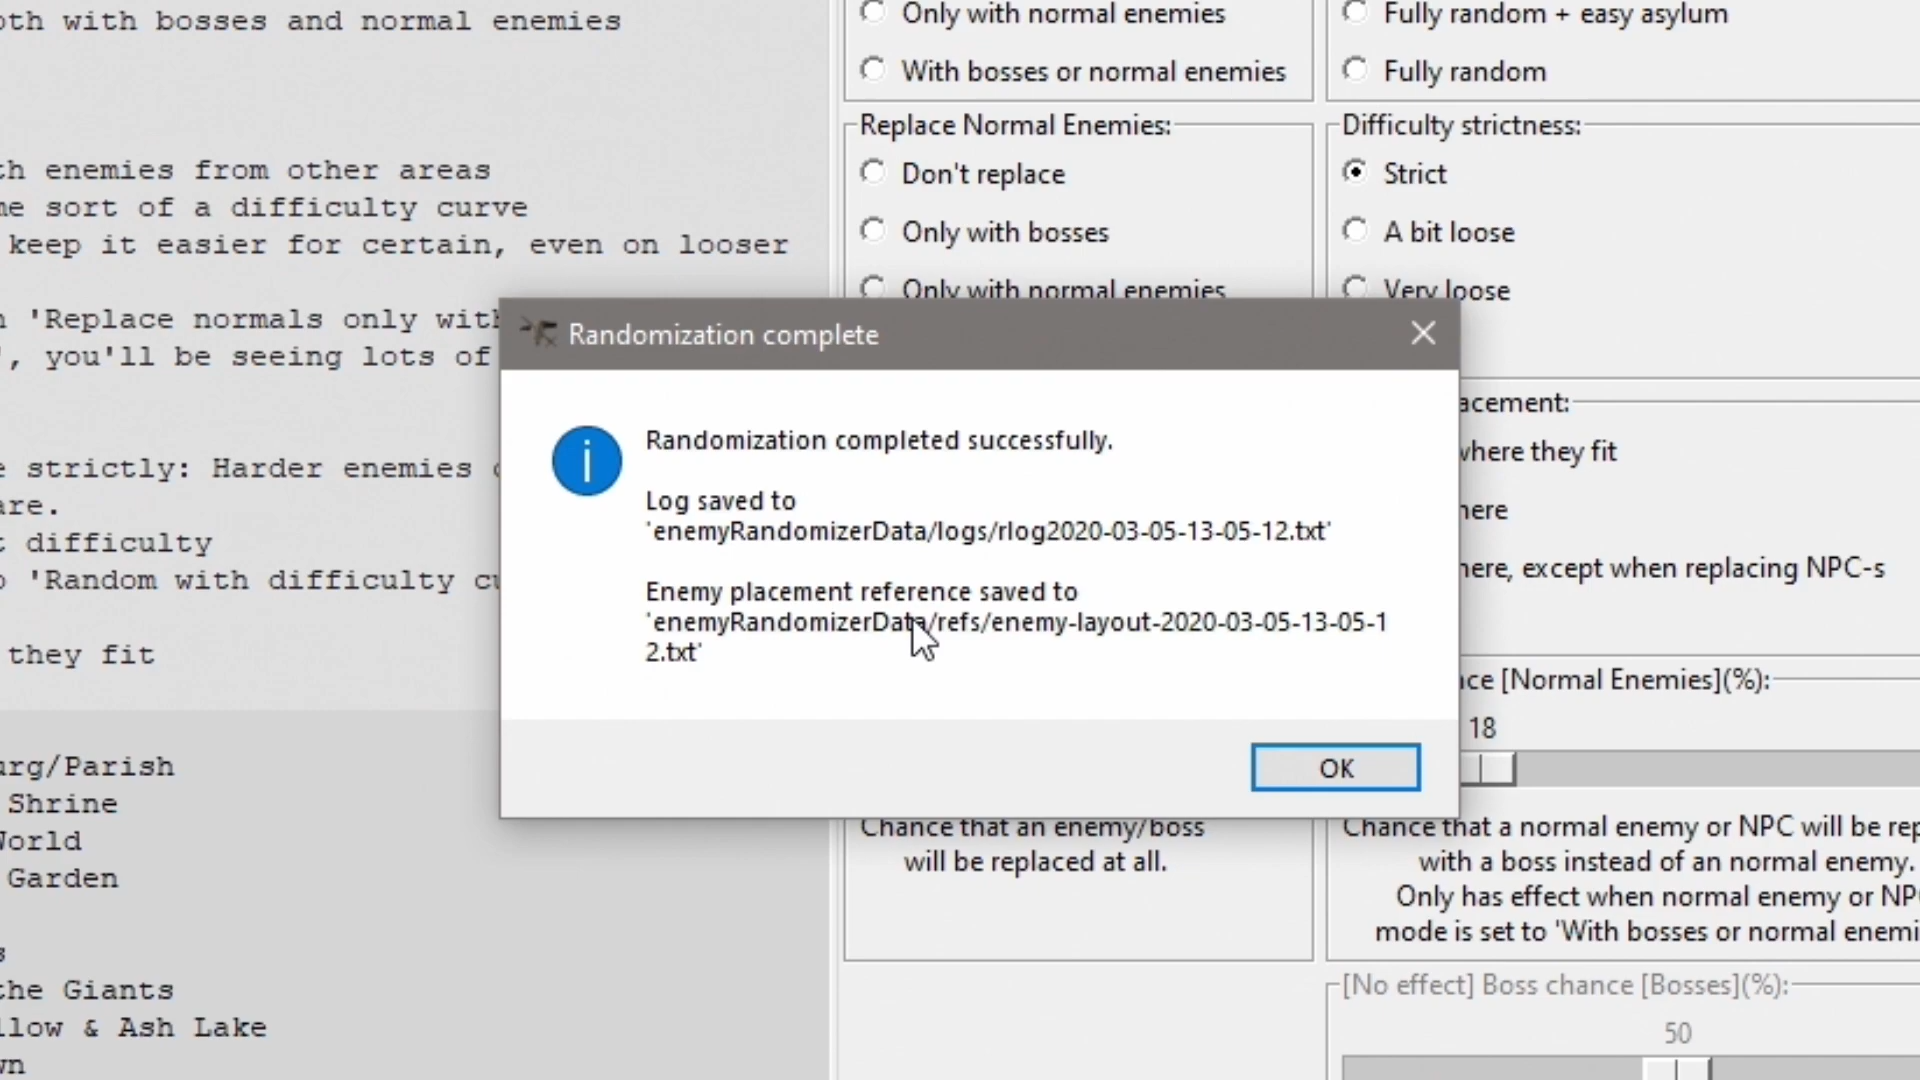 oth with bosses and normal enemies
th enemies from other areas
me sort of a difficulty curve
keep it easier for certain, even on looser
'Replace normals only with
', you'll be seeing lots of
strictly: Harder enemies
are.
t difficulty
'Random with difficulty cu
they fit
urg/Parish
Shrine
World
Garden
s
the Giants
llow & Ash Lake
wn
Only with normal enemies
With bosses or normal enemies
Replace Normal Enemies:
Don't replace
Only with bosses
Only with normal enemies
Fully random + easy asylum
Fully random
Difficulty strictness:
Strict
A bit loose
Very loose
Randomization complete
Randomization completed successfully.
Log saved to
'enemyRandomizerData/logs/rlog2020-03-05-13-05-12.txt'
Enemy placement reference saved to
'enemyRandomizerData/refs/enemy-layout-2020-03-05-13-05-1
2.txt'
OK
acement:
where they fit
here
here, except when replacing NPC-s
nce [Normal Enemies](%):
18
Chance that an enemy/boss
will be replaced at all.
Chance that a normal enemy or NPC will be rep
with a boss instead of an normal enemy.
Only has effect when normal enemy or NPC
mode is set to 'With bosses or normal enemi
[No effect] Boss chance [Bosses](%):
50